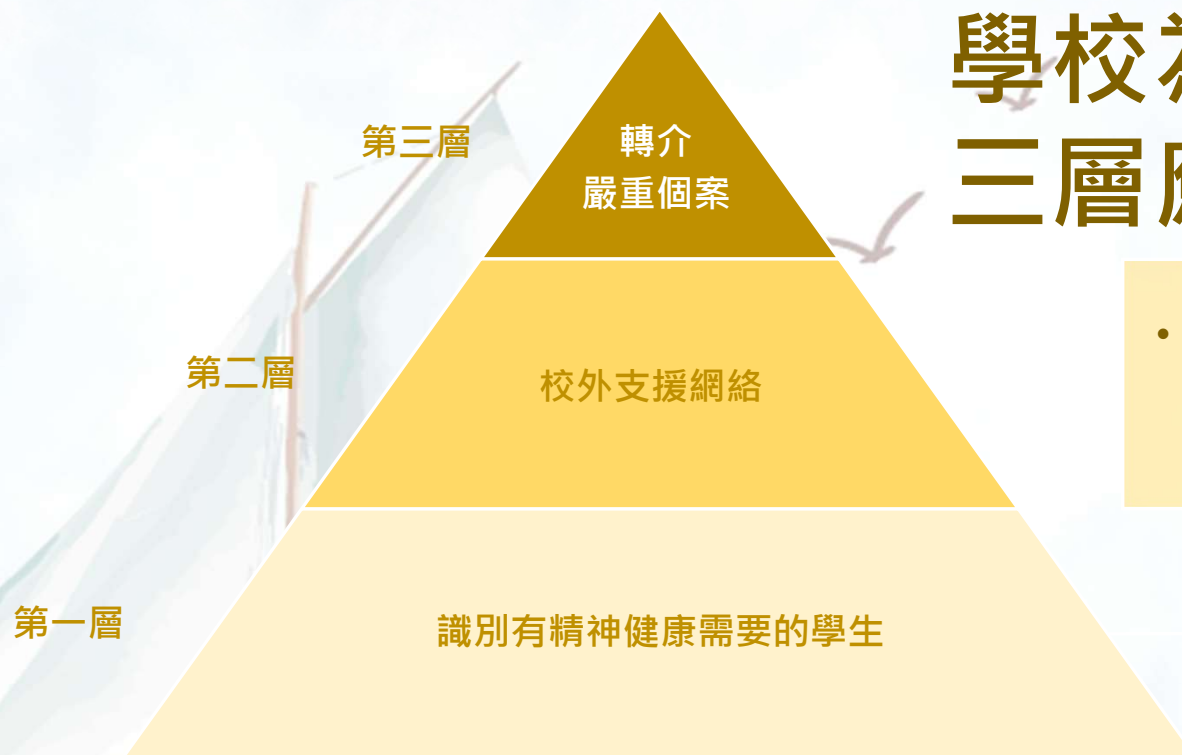 學校
三層
第三層
轉介
嚴重個案
•
第二層
校外支援網絡
第一層
識別有精神健康需要的學生